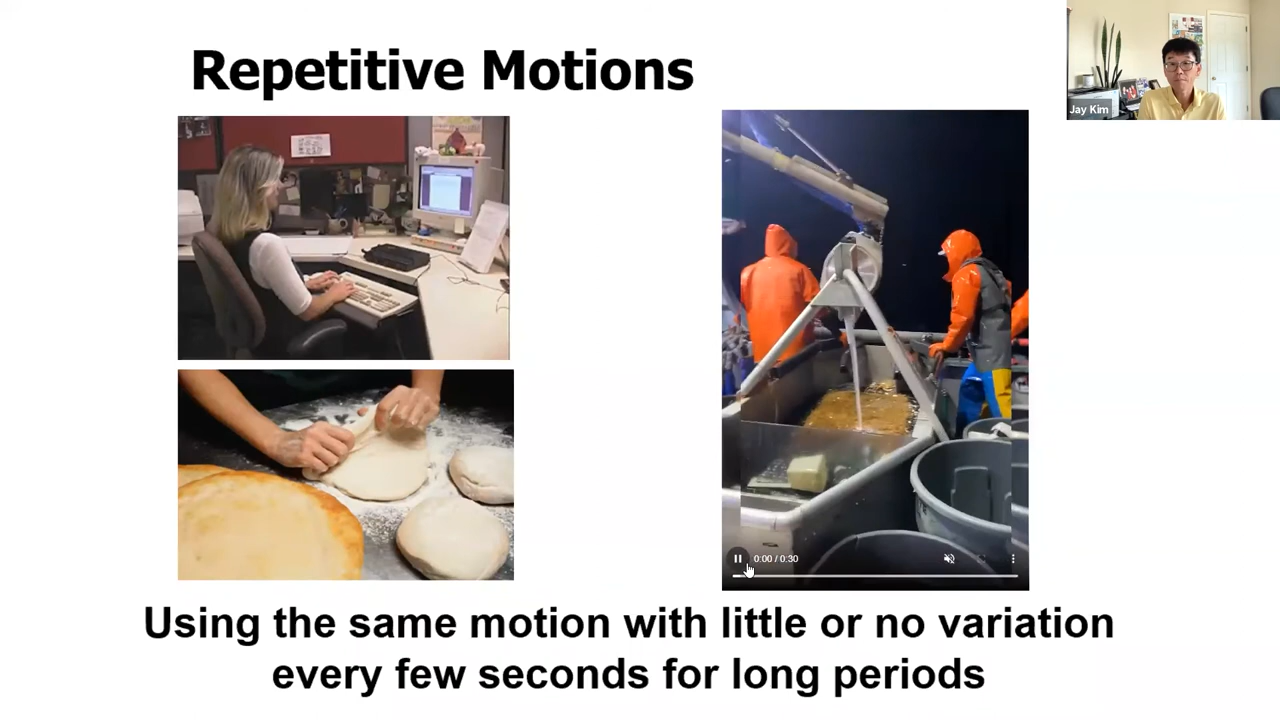 Repetitive Motions
Jay Kim
0:00 / 0:30
Using the same motion with little or no variation
every few seconds for long periods